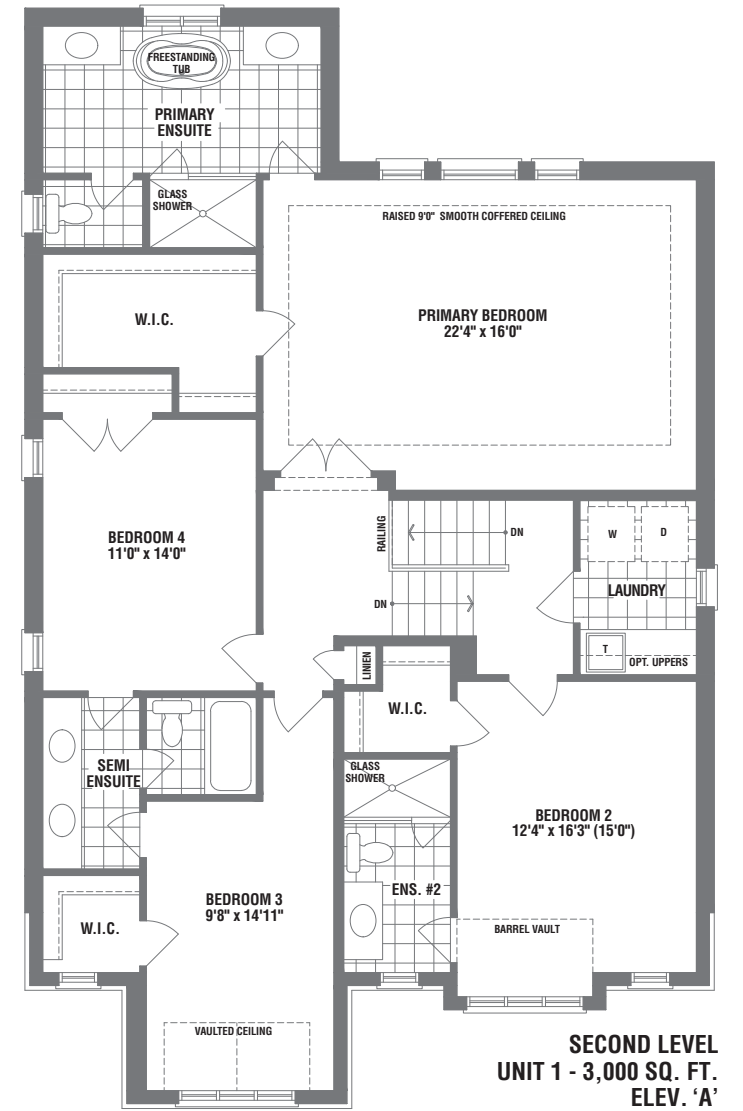 FREESTANDING
TUB
PRIMARY
ENSUITE
GLASS
SHOWER
RAISED 9'0" SMOOTH COFFERED CEILING
W.I.C.
PRIMARY BEDROOM
22'4" x 16'0"
BEDROOM 4
11'0" x 14'0"
RAILING
DN
W
D
LAUNDRY
DN
T
OPT. UPPERS
LINIEN
W.I.C.
SEMI
ENSUITE
GLASS
SHOWER
BEDROOM 2
12'4" x 16'3" (15'0")
BEDROOM 3
9'8" x 14'11"
ENS. #2
W.I.C.
BARREL VAULT
VAULTED CEILING
SECOND LEVEL
UNIT 1 - 3,000 SQ. FT.
ELEV. ‘A’